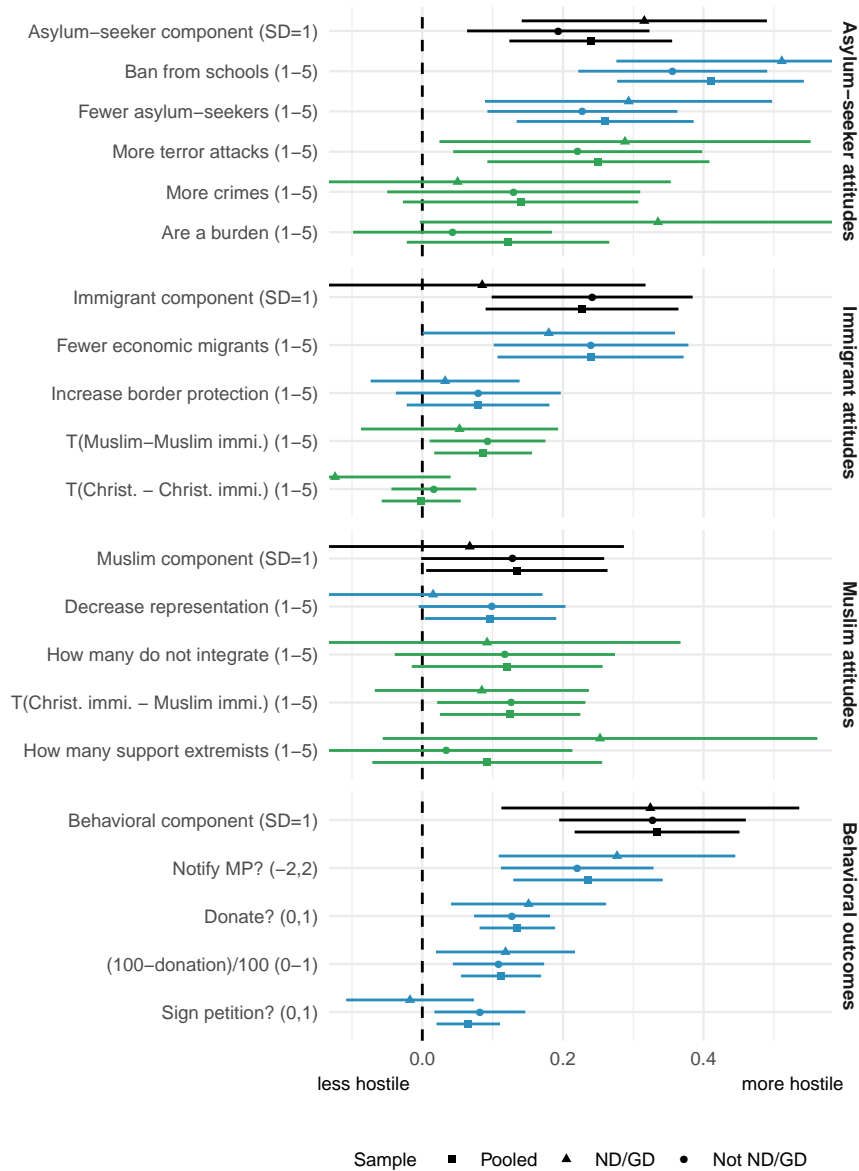 Asylum−seeker component (SD=1)
Ban from schools (1−5)
Fewer asylum−seekers (1−5)
More terror attacks (1−5)
More crimes (1−5)
Are a burden (1−5)
Asylum−seeker attitudes
Immigrant component (SD=1)
Fewer economic migrants (1−5)
Increase border protection (1−5)
T(Muslim−Muslim immi.) (1−5)
T(Christ. − Christ. immi.) (1−5)
Immigrant attitudes
Muslim component (SD=1)
Decrease representation (1−5)
How many do not integrate (1−5)
T(Christ. immi. − Muslim immi.) (1−5)
How many support extremists (1−5)
Muslim attitudes
Behavioral component (SD=1)
Notify MP? (−2,2)
Donate? (0,1)
(100−donation)/100 (0−1)
Sign petition? (0,1)
Behavioral outcomes
0.0 0.2 0.4
less hostile more hostile
Sample Pooled ND/GD Not ND/GD